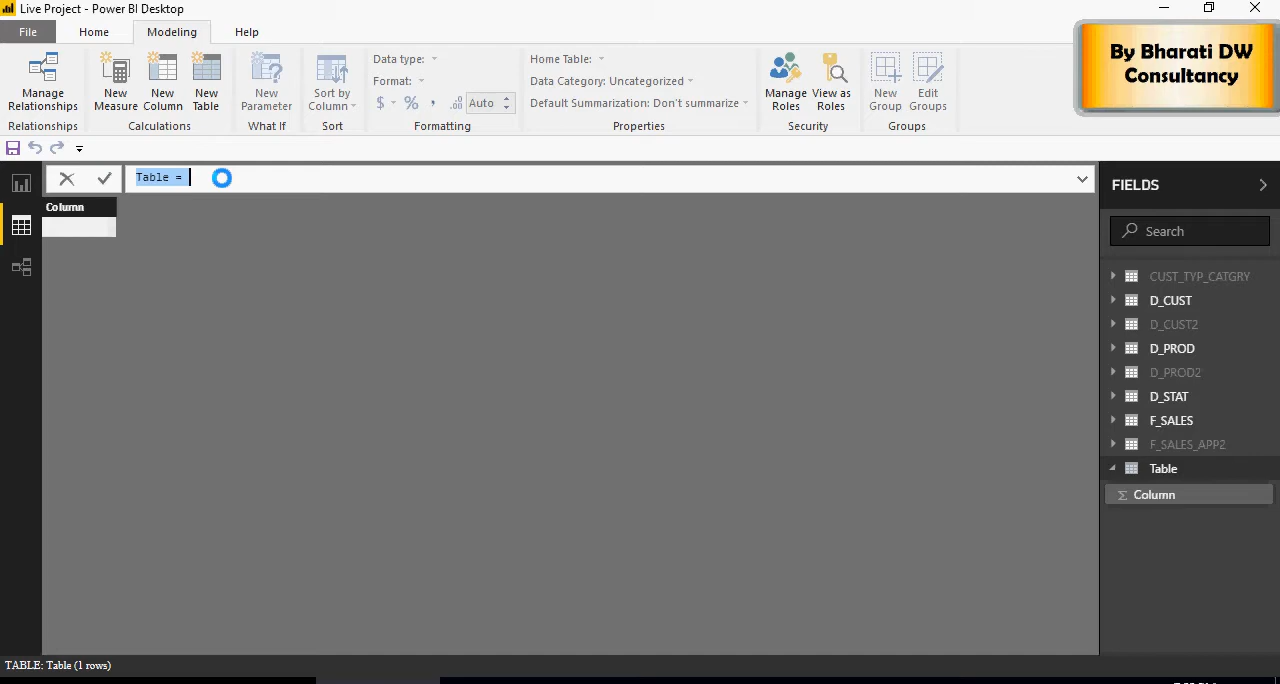 Live Project - Power BI Desktop
File
Home
Modeling
Help
By Bharati DW
Consultancy
Manage
Relationships
New
Measure
New
Column
New
Table
New
Parameter
Sort by
Column
Data type:
Format:
$
%
,
.00
Auto
Home Table:
Data Category: Uncategorized
Default Summarization: Don't summarize
Manage
Roles
View as
Roles
New
Group
Edit
Groups
Relationships
Calculations
What If
Sort
Formatting
Properties
Security
Groups
Table =
Column
FIELDS
Search
CUST_TYP_CATGRY
D_CUST
D_CUST2
D_PROD
D_PROD2
D_STAT
F_SALES
F_SALES_APP2
Table
Σ Column
TABLE: Table (1 rows)